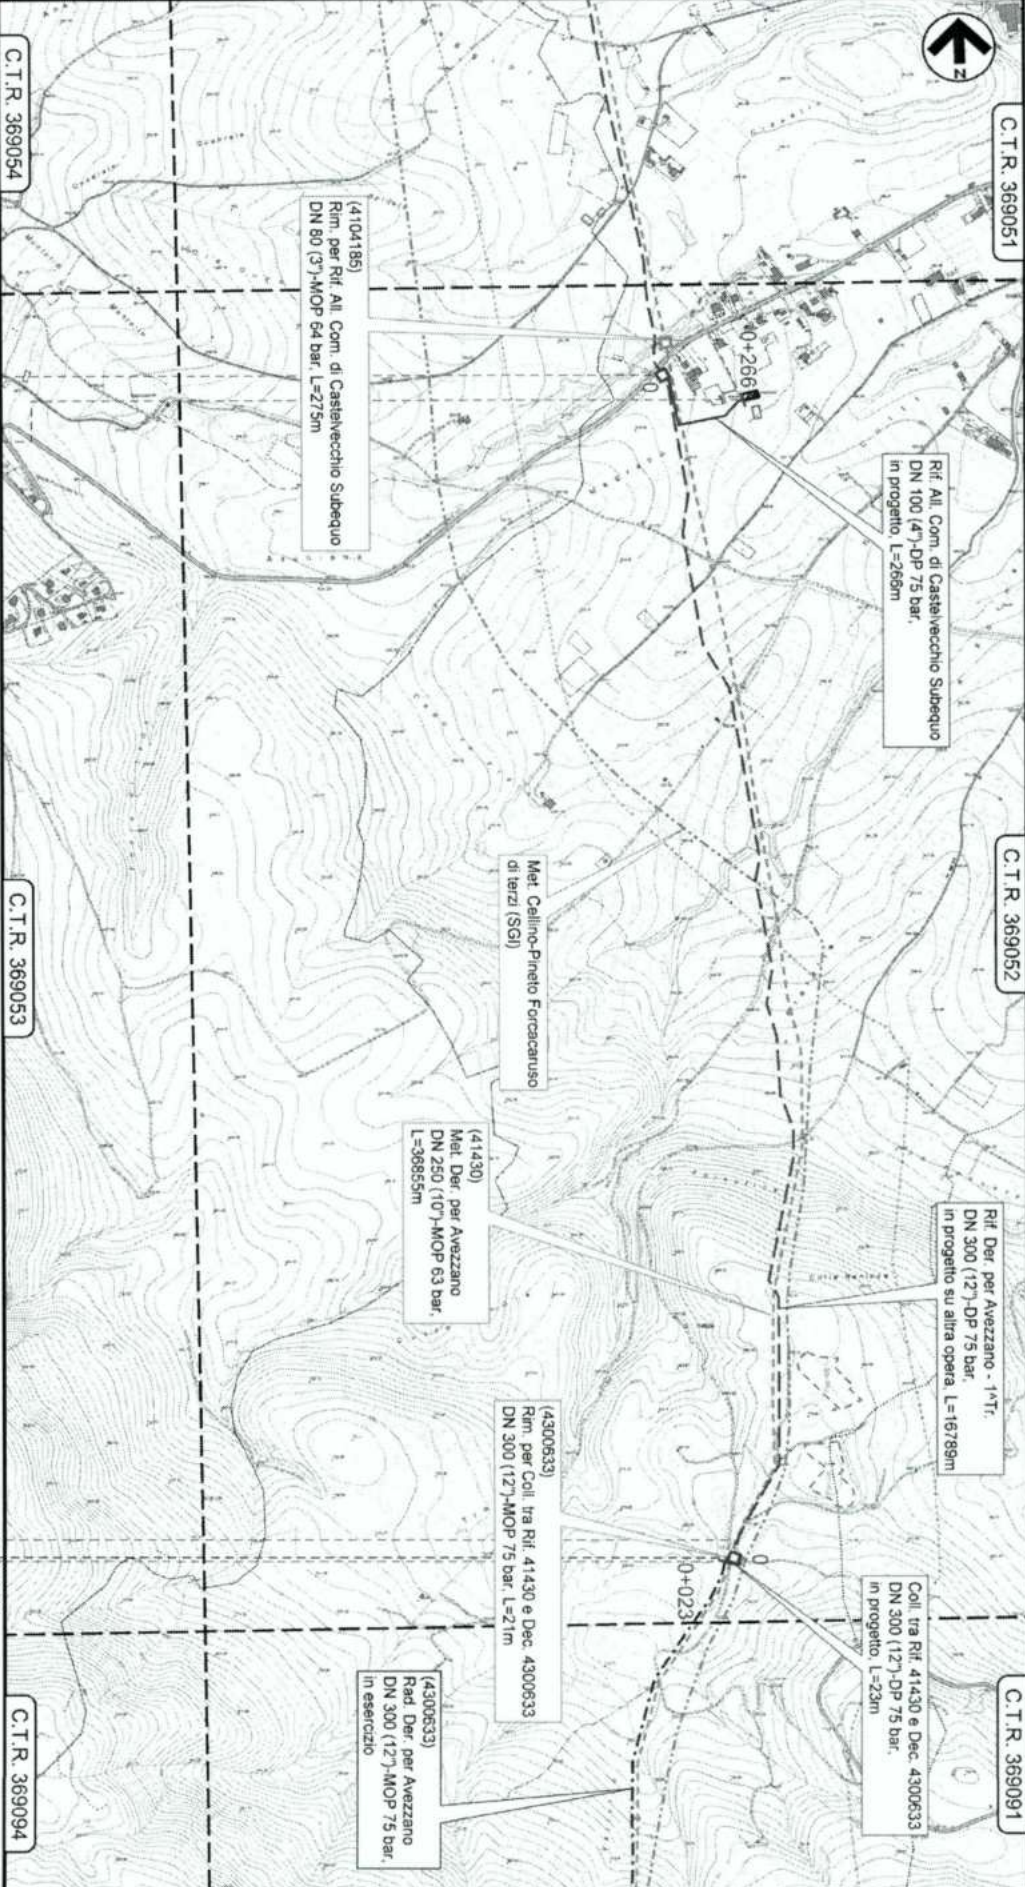 C.T.R. 369051
C.T.R. 369052
C.T.R. 369091
N
Rif. All. Com. di Castelvecchio Subequo
DN 100 (4")-DP 75 bar,
in progetto, L=266m
Rif. Der. per Avezzano - 1^Tr.
DN 300 (12")-DP 75 bar,
in progetto su altra opera, L=16789m
Coll. tra Rif. 41430 e Dec. 4300633
DN 300 (12")-DP 75 bar,
in progetto, L=23m
0+266
0
0
0+023
Met. Cellino-Pineto Forcacaruso
di terzi (SGI)
(4104185)
Rim. per Rif. All. Com. di Castelvecchio Subequo
DN 80 (3")-MOP 64 bar, L=275m
(41430)
Met. Der. per Avezzano
DN 250 (10")-MOP 63 bar,
L=36855m
(4300633)
Rim. per Coll. tra Rif. 41430 e Dec. 4300633
DN 300 (12")-MOP 75 bar, L=21m
(4300633)
Rad. Der. per Avezzano
DN 300 (12")-MOP 75 bar,
in esercizio
C.T.R. 369054
C.T.R. 369053
C.T.R. 369094